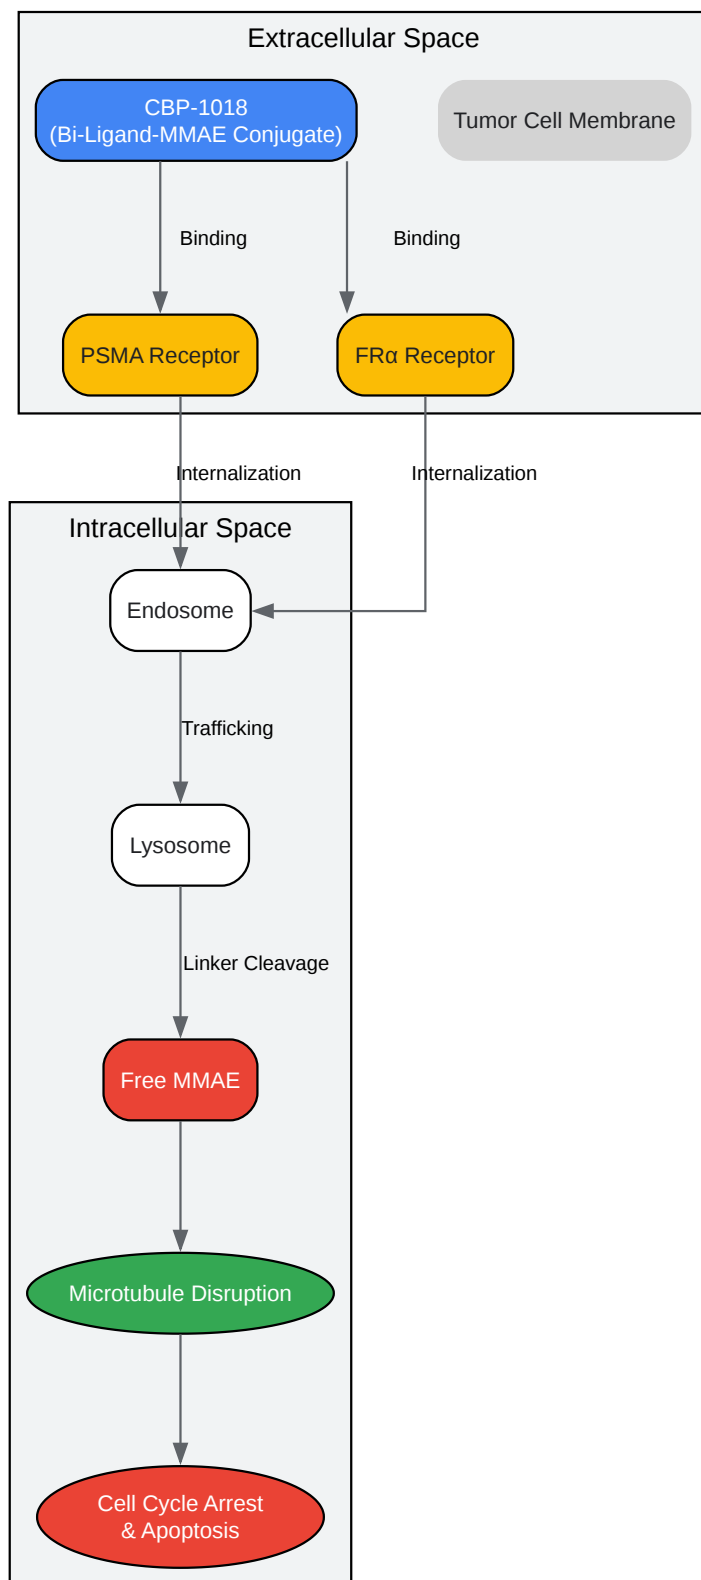 Extracellular Space
CBP-1018
(Bi-Ligand-MMAE Conjugate)
Tumor Cell Membrane
Binding
Binding
PSMA Receptor
FRα Receptor
Internalization
Internalization
Intracellular Space
Endosome
Trafficking
Lysosome
Linker Cleavage
Free MMAE
Microtubule Disruption
Cell Cycle Arrest
& Apoptosis